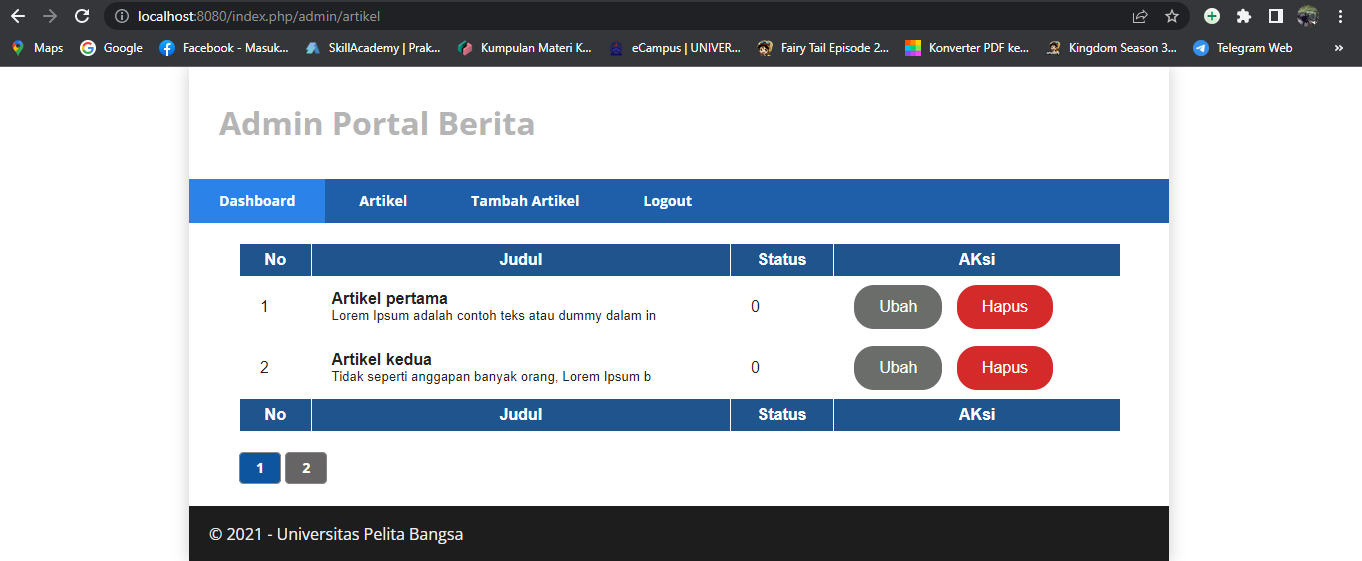 localhost:8080/index.php/admin/artikel
Maps Google Facebook - Masuk... SkillAcademy | Prak... Kumpulan Materi K... eCampus | UNIVER... Fairy Tail Episode 2... Konverter PDF ke... Kingdom Season 3... Telegram Web »
Admin Portal Berita
Dashboard Artikel Tambah Artikel Logout
No Judul Status AKsi
1 Artikel pertama 0 Ubah Hapus
Lorem Ipsum adalah contoh teks atau dummy dalam in
2 Artikel kedua 0 Ubah Hapus
Tidak seperti anggapan banyak orang, Lorem Ipsum b
No Judul Status AKsi
1 2
© 2021 - Universitas Pelita Bangsa